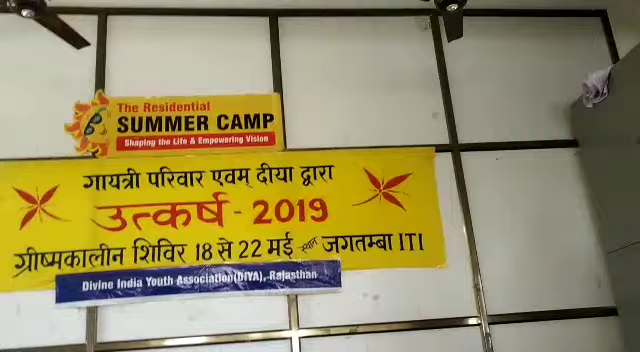 The Residential
SUMMER CAMP
Shaping the Life & Empowering Vision
गायत्री परिवार एवम् दीया द्वारा
उत्कर्ष - 2019
ग्रीष्मकालीन शिविर 18 से 22 मई स्थान जगतम्बा ITI
Divine India Youth Association(DIYA), Rajasthan